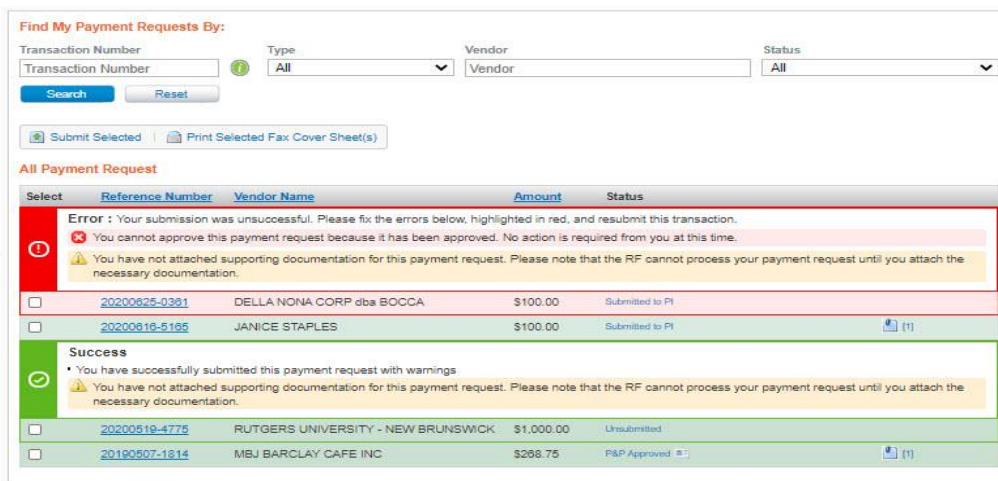 Find My Payment Requests By:
Transaction Number Type Vendor Status
Transaction Number All Vendor All
Search Reset
Submit Selected Print Selected Fax Cover Sheet(s)
All Payment Request
Select Reference Number Vendor Name Amount Status
Error : Your submission was unsuccessful. Please fix the errors below, highlighted in red, and resubmit this transaction.
You cannot approve this payment request because it has been approved. No action is required from you at this time.
You have not attached supporting documentation for this payment request. Please note that the RF cannot process your payment request until you attach the
necessary documentation.
20200625-0361 DELLA NONA CORP dba BOCCA $100.00 Submitted to PI
20200616-5165 JANICE STAPLES $100.00 Submitted to PI [1]
Success
• You have successfully submitted this payment request with warnings
You have not attached supporting documentation for this payment request. Please note that the RF cannot process your payment request until you attach the
necessary documentation.
20200519-4775 RUTGERS UNIVERSITY - NEW BRUNSWICK $1,000.00 Unsubmitted
20190507-1814 MBJ BARCLAY CAFE INC $268.75 P&P Approved [1]